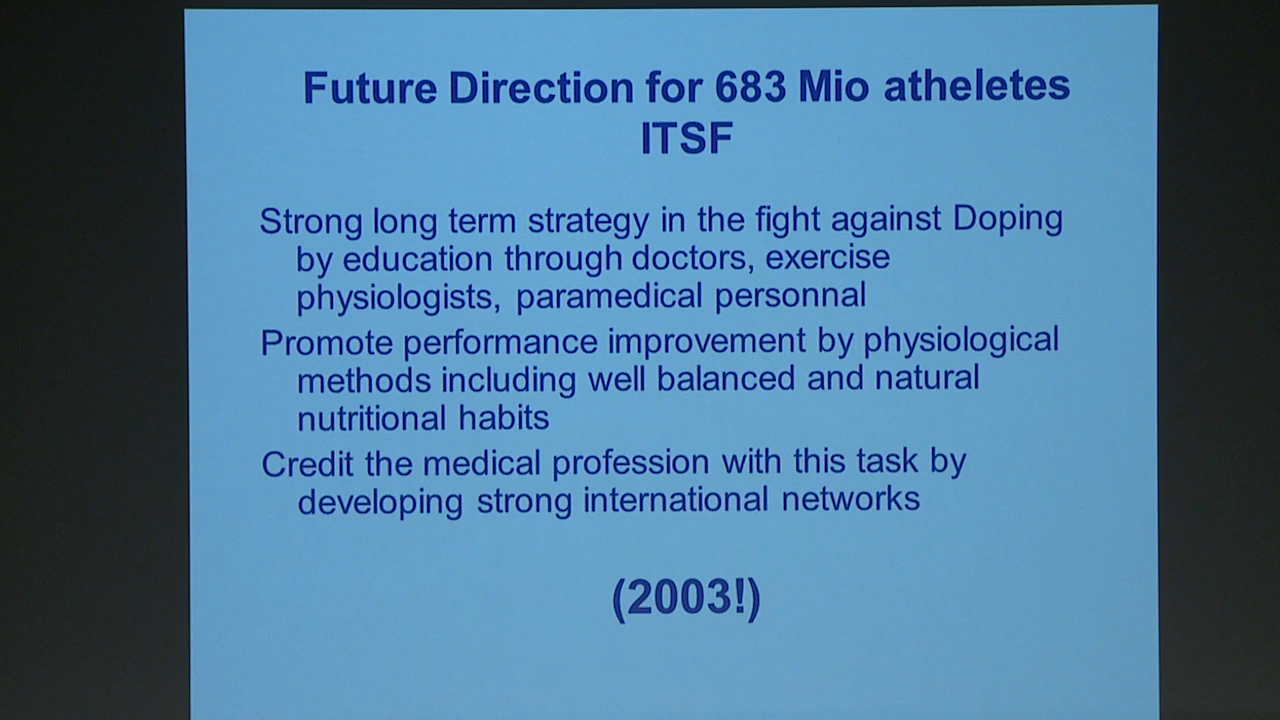 Future Direction for 683 Mio atheletes
ITSF
Strong long term strategy in the fight against Doping
by education through doctors, exercise
physiologists, paramedical personnal
Promote performance improvement by physiological
methods including well balanced and natural
nutritional habits
Credit the medical profession with this task by
developing strong international networks
(2003!)